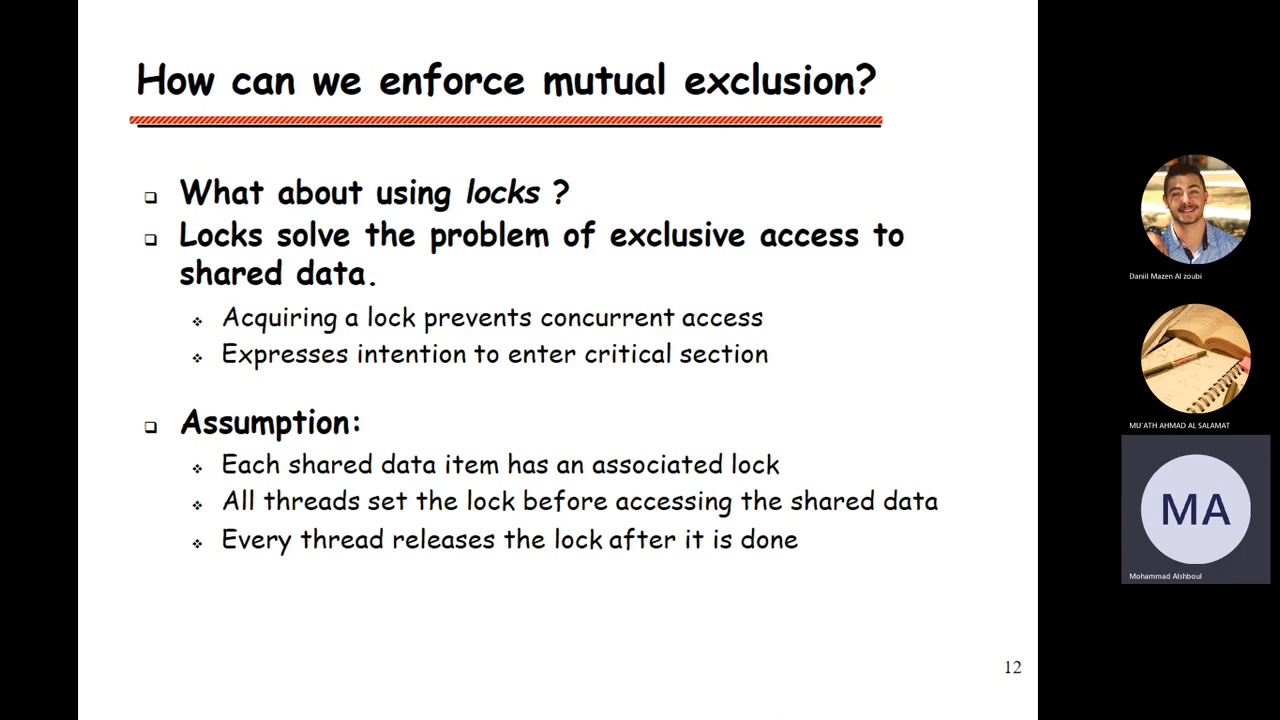 How can we enforce mutual exclusion?
What about using locks ?
Locks solve the problem of exclusive access to
shared data.
Acquiring a lock prevents concurrent access
Expresses intention to enter critical section
Assumption:
Each shared data item has an associated lock
All threads set the lock before accessing the shared data
Every thread releases the lock after it is done
12
Daniil Mazen Al zoubi
MU'ATH AHMAD AL SALAMAT
MA
Mohammad Alshboul